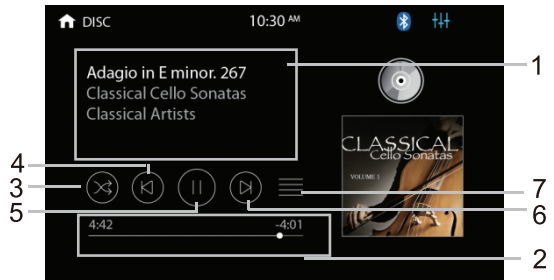 DISC
10:30 AM
1
Adagio in E minor. 267
Classical Cello Sonatas
Classical Artists
CLASSICAL
Cello Sonatas
VOLUME 1
4
3
7
5
6
4:42
-4:01
2